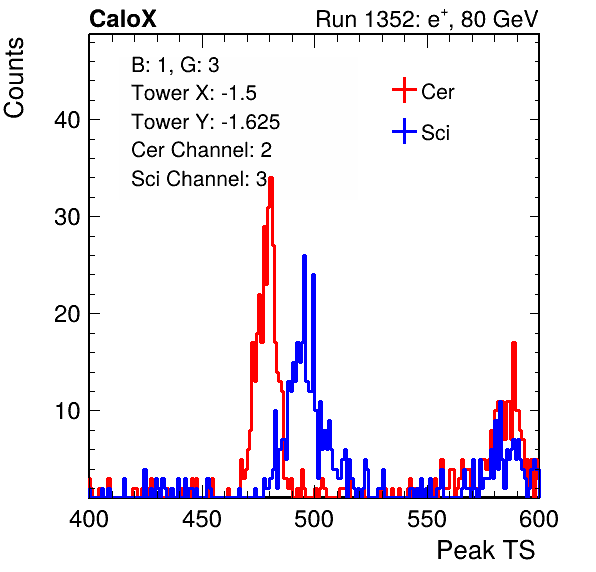 CaloX Run 1352: e⁺, 80 GeV
Counts
B: 1, G: 3
Tower X: -1.5
Tower Y: -1.625
Cer Channel: 2
Sci Channel: 3
Cer
Sci
40
30
20
10
400 450 500 550 600
Peak TS